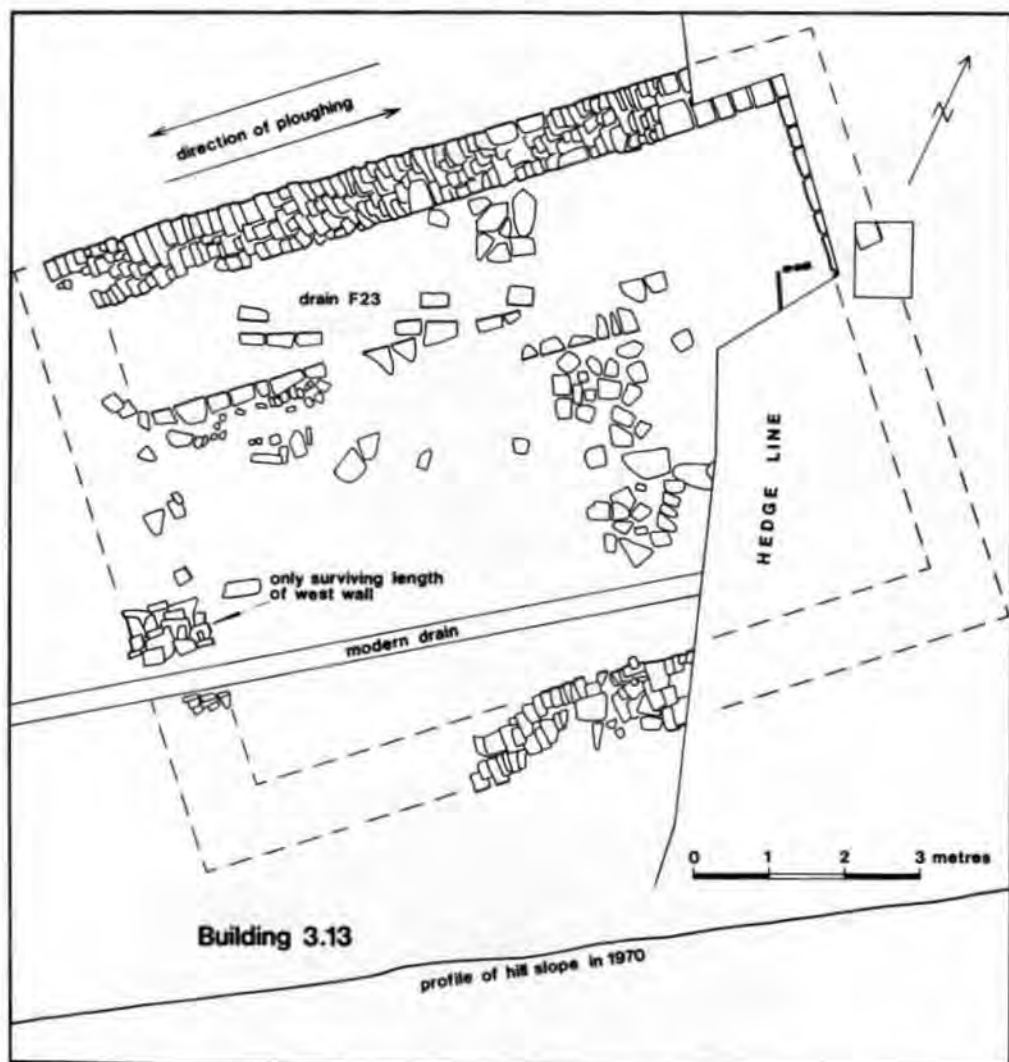 direction of ploughing
N
drain F23
HEDGE LINE
only surviving length
of west wall
modern drain
0 1 2 3 metres
Building 3.13
profile of hill slope in 1970